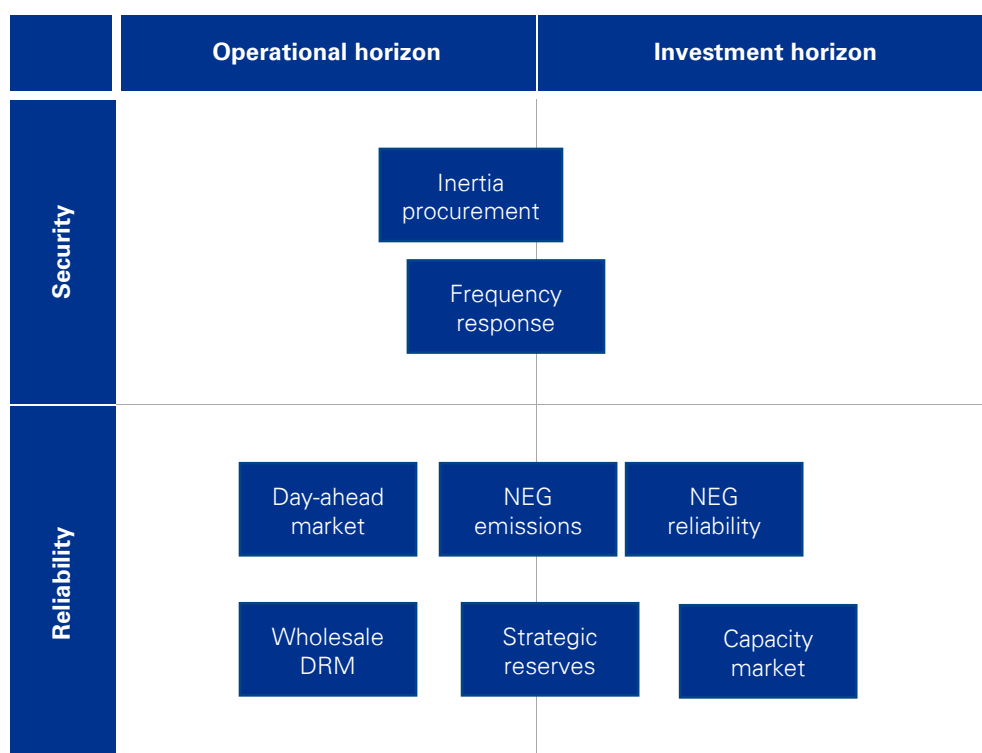 Operational horizon
Investment horizon
Security
Inertia
procurement
Frequency
response
Reliability
Day-ahead
market
NEG
emissions
NEG
reliability
Wholesale
DRM
Strategic
reserves
Capacity
market